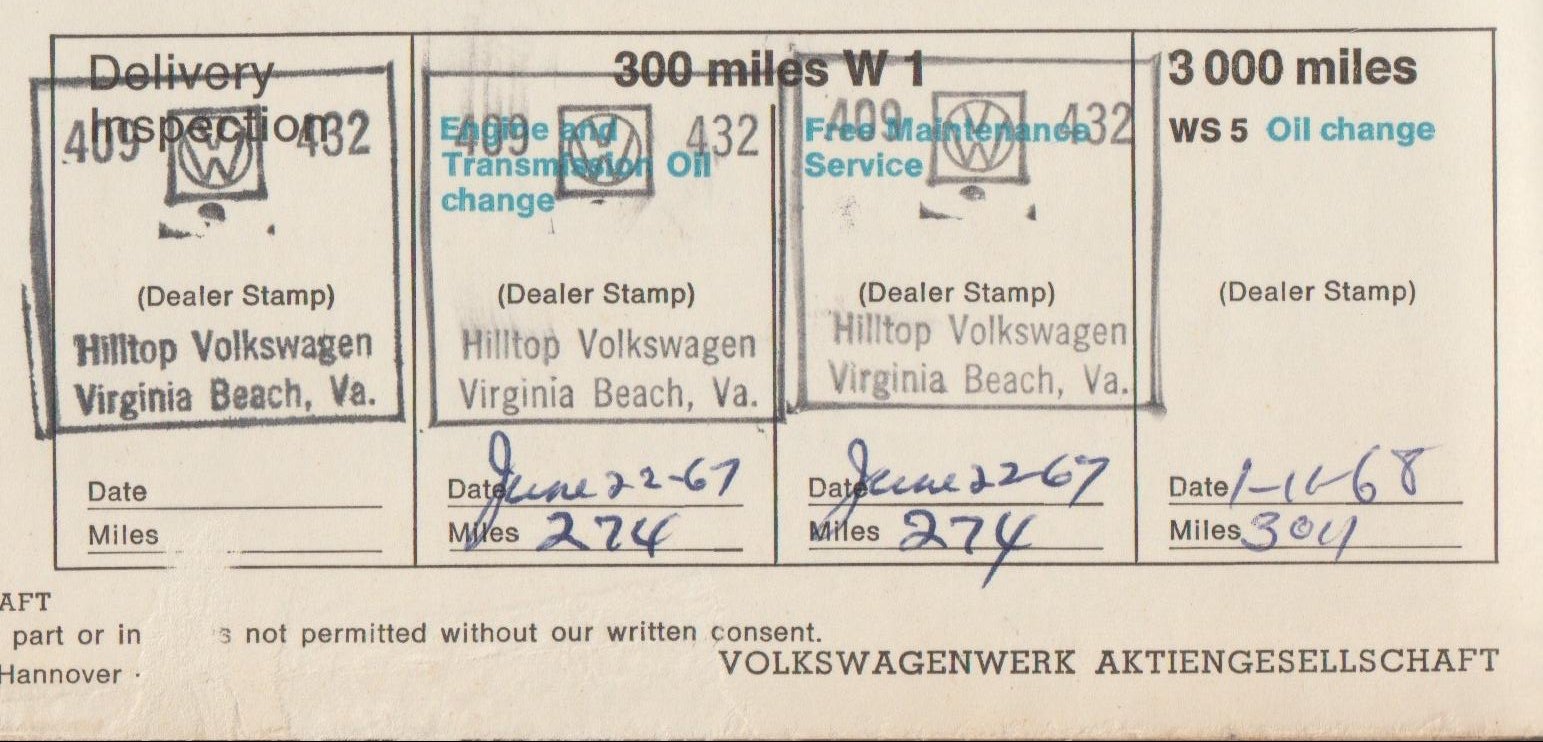 Delivery
Inspection
409 VW 432
(Dealer Stamp)
Hilltop Volkswagen
Virginia Beach, Va.
Date
Miles
300 miles W 1
Engine and
Transmission Oil
change
409 VW 432
(Dealer Stamp)
Hilltop Volkswagen
Virginia Beach, Va.
Date June 22-67
Miles 274
Free Maintenance
Service
409 VW 432
(Dealer Stamp)
Hilltop Volkswagen
Virginia Beach, Va.
Date June 22-67
Miles 274
3 000 miles
WS 5 Oil change
(Dealer Stamp)
Date 1-11-68
Miles
AFT
part or in s not permitted without our written consent.
Hannover ·
VOLKSWAGENWERK AKTIENGESELLSCHAFT